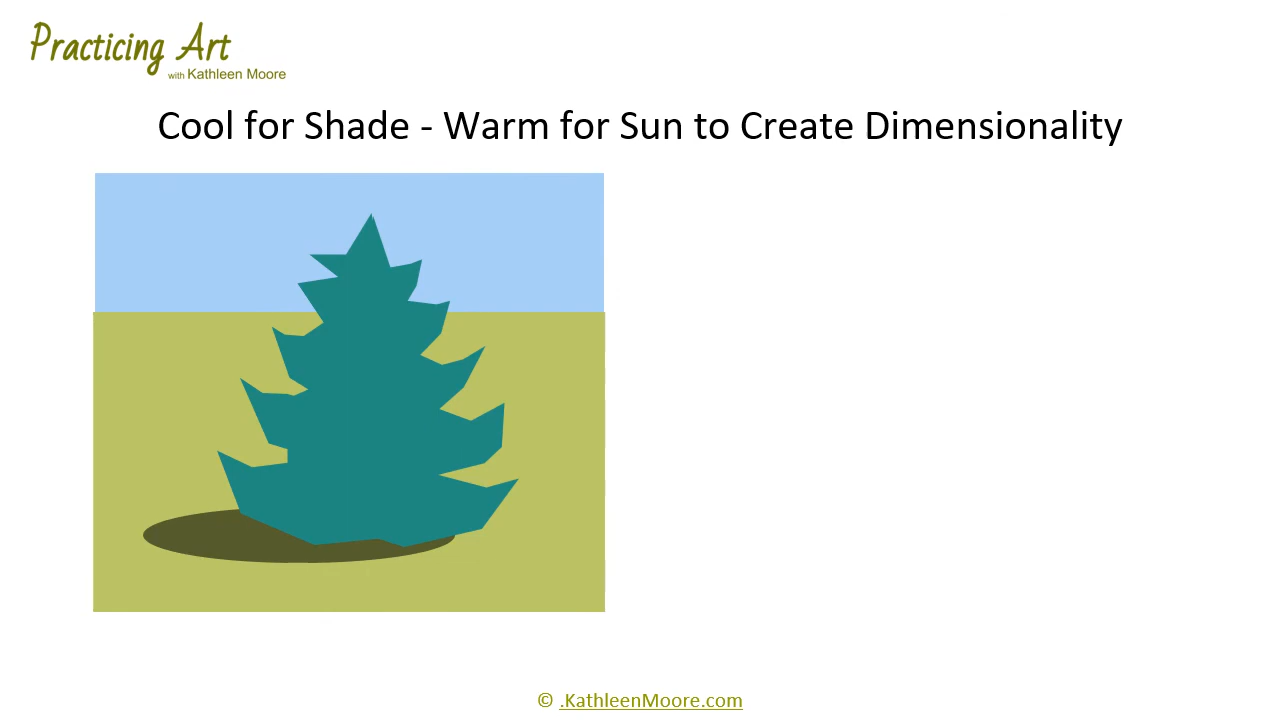 Practicing Art
with Kathleen Moore
Cool for Shade - Warm for Sun to Create Dimensionality
© .KathleenMoore.com